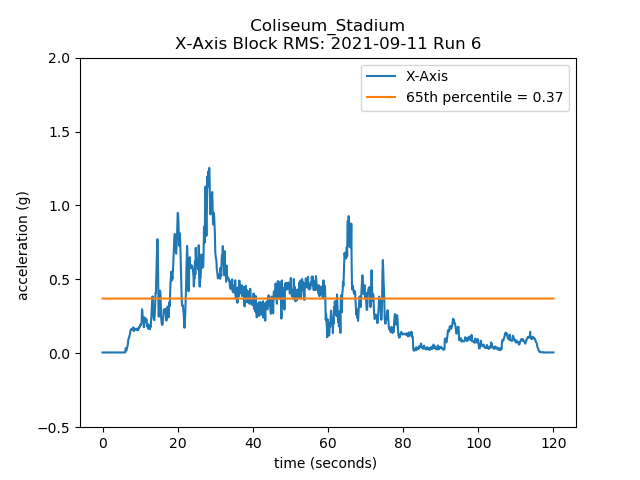 Coliseum_Stadium
X-Axis Block RMS: 2021-09-11 Run 6
X-Axis
65th percentile = 0.37
acceleration (g)
2.0
1.5
1.0
0.5
0.0
−0.5
0 20 40 60 80 100 120
time (seconds)